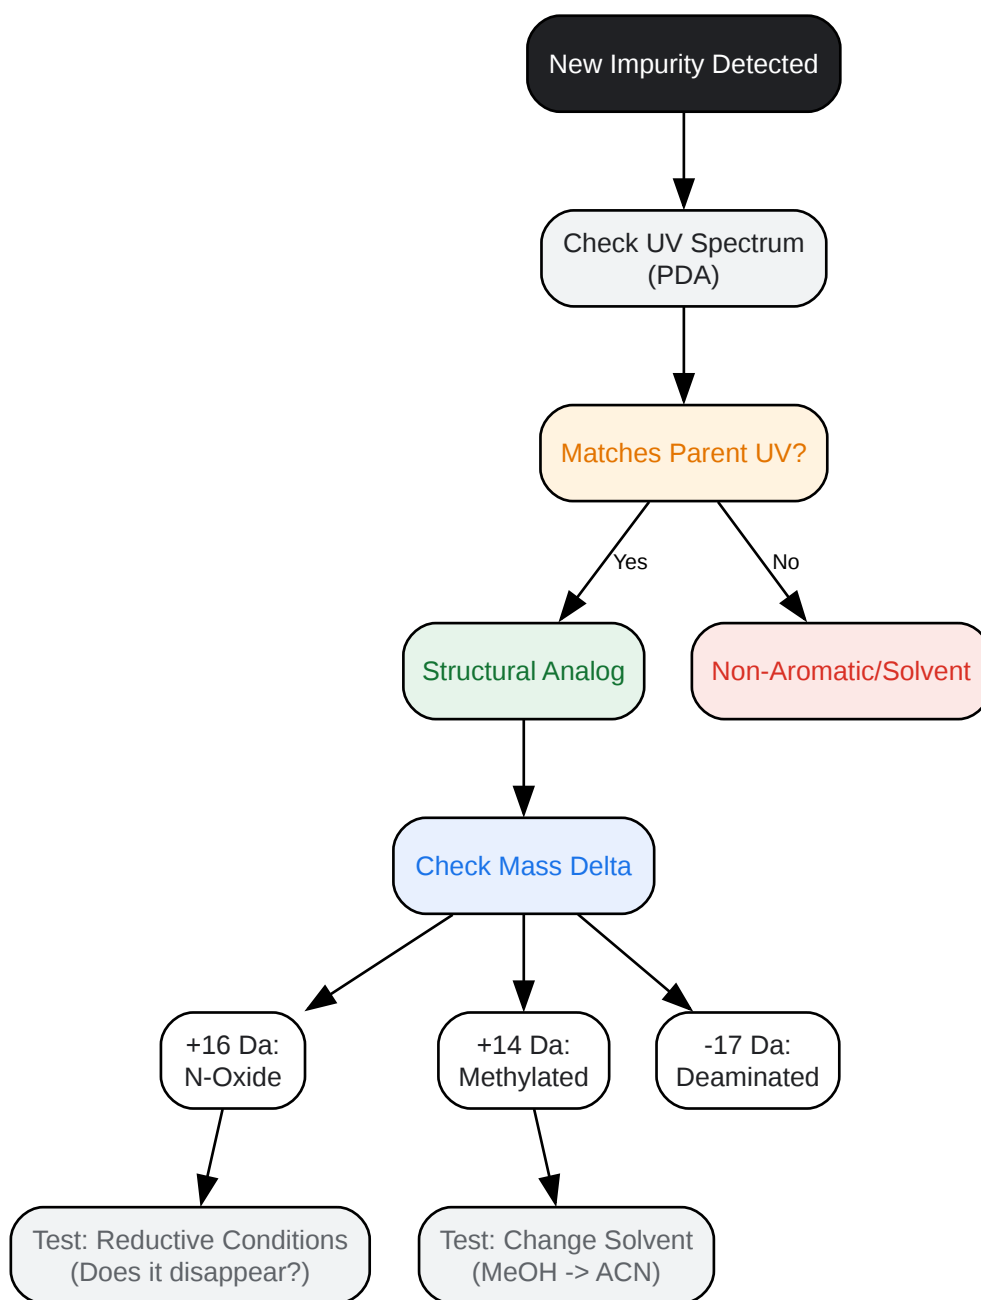 New Impurity Detected
Check UV Spectrum
(PDA)
Matches Parent UV?
Yes
No
Structural Analog
Non-Aromatic/Solvent
Check Mass Delta
+16 Da:
N-Oxide
+14 Da:
Methylated
-17 Da:
Deaminated
Test: Reductive Conditions
(Does it disappear?)
Test: Change Solvent
(MeOH -> ACN)